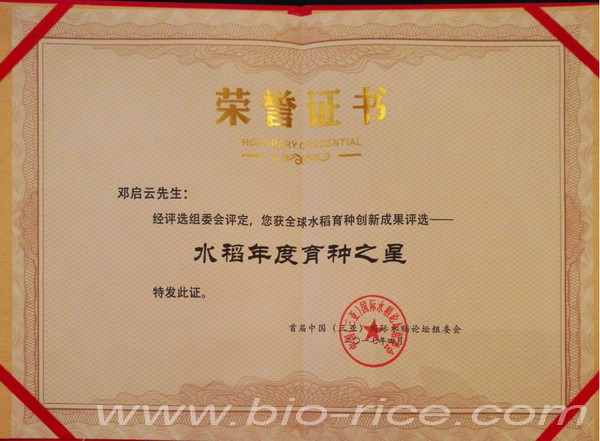 荣誉证书
HONORARY CREDENTIAL
邓启云先生：
经评选组委会评定，您获全球水稻育种创新成果评选——
水稻年度育种之星
特发此证。
首届中国（三亚）国际水稻论坛组委会
二〇一七年四月
www.bio-rice.com